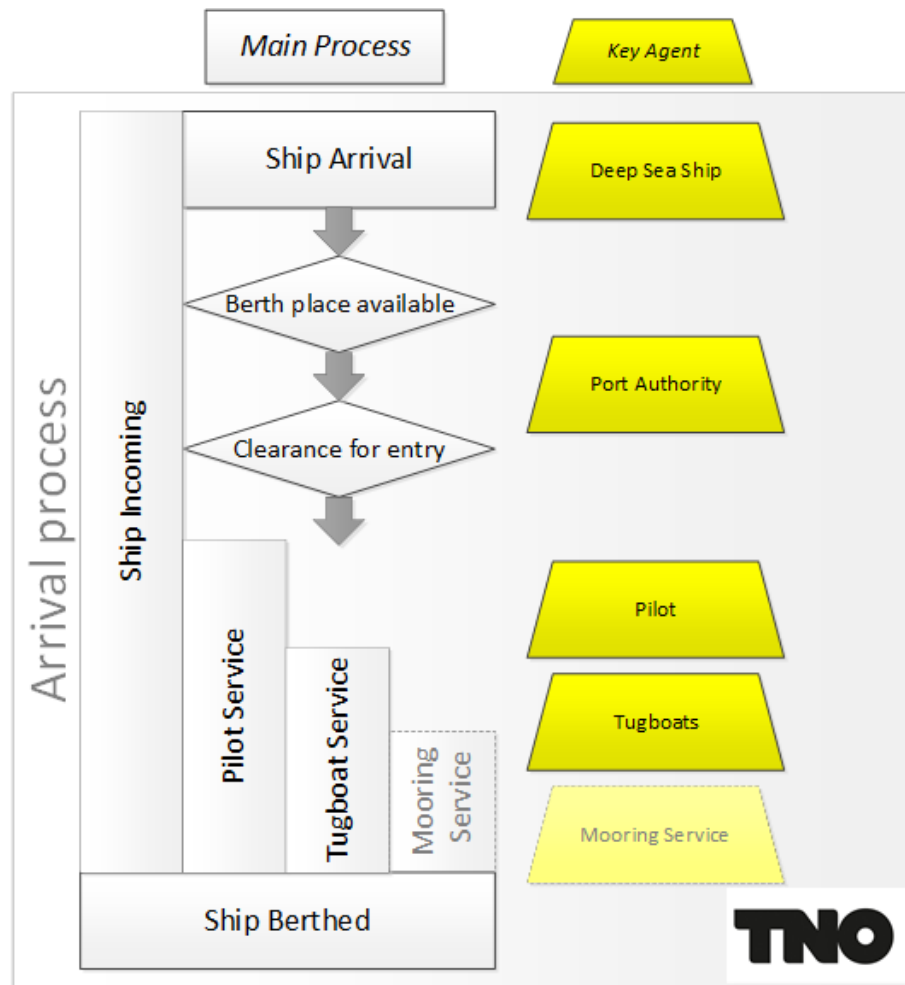 Main Process
Key Agent
Arrival process
Ship Incoming
Ship Arrival
Deep Sea Ship
Berth place available
Port Authority
Clearance for entry
Pilot Service
Tugboat Service
Mooring
Service
Pilot
Tugboats
Mooring Service
Ship Berthed
TNO